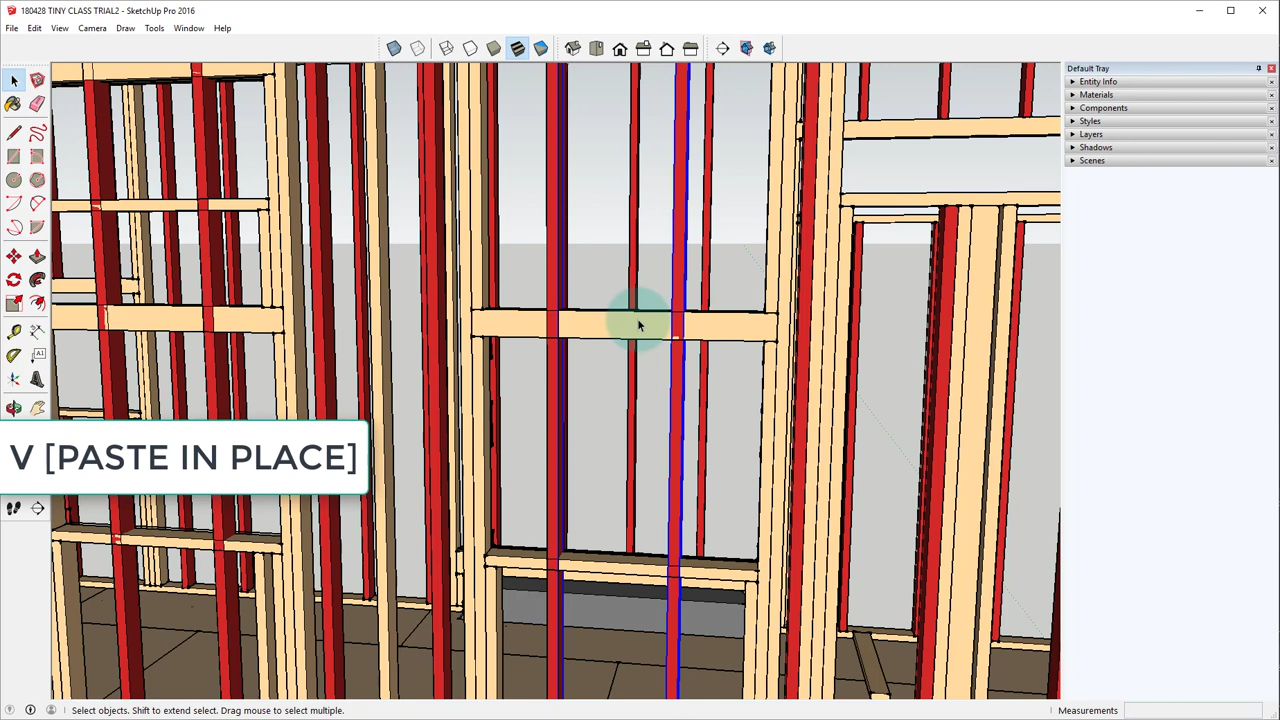 180428 TINY CLASS TRIAL2 - SketchUp Pro 2016
File Edit View Camera Draw Tools Window Help
Default Tray
Entity Info
Materials
Components
Styles
Layers
Shadows
Scenes
V [PASTE IN PLACE]
Select objects. Shift to extend select. Drag mouse to select multiple.
Measurements